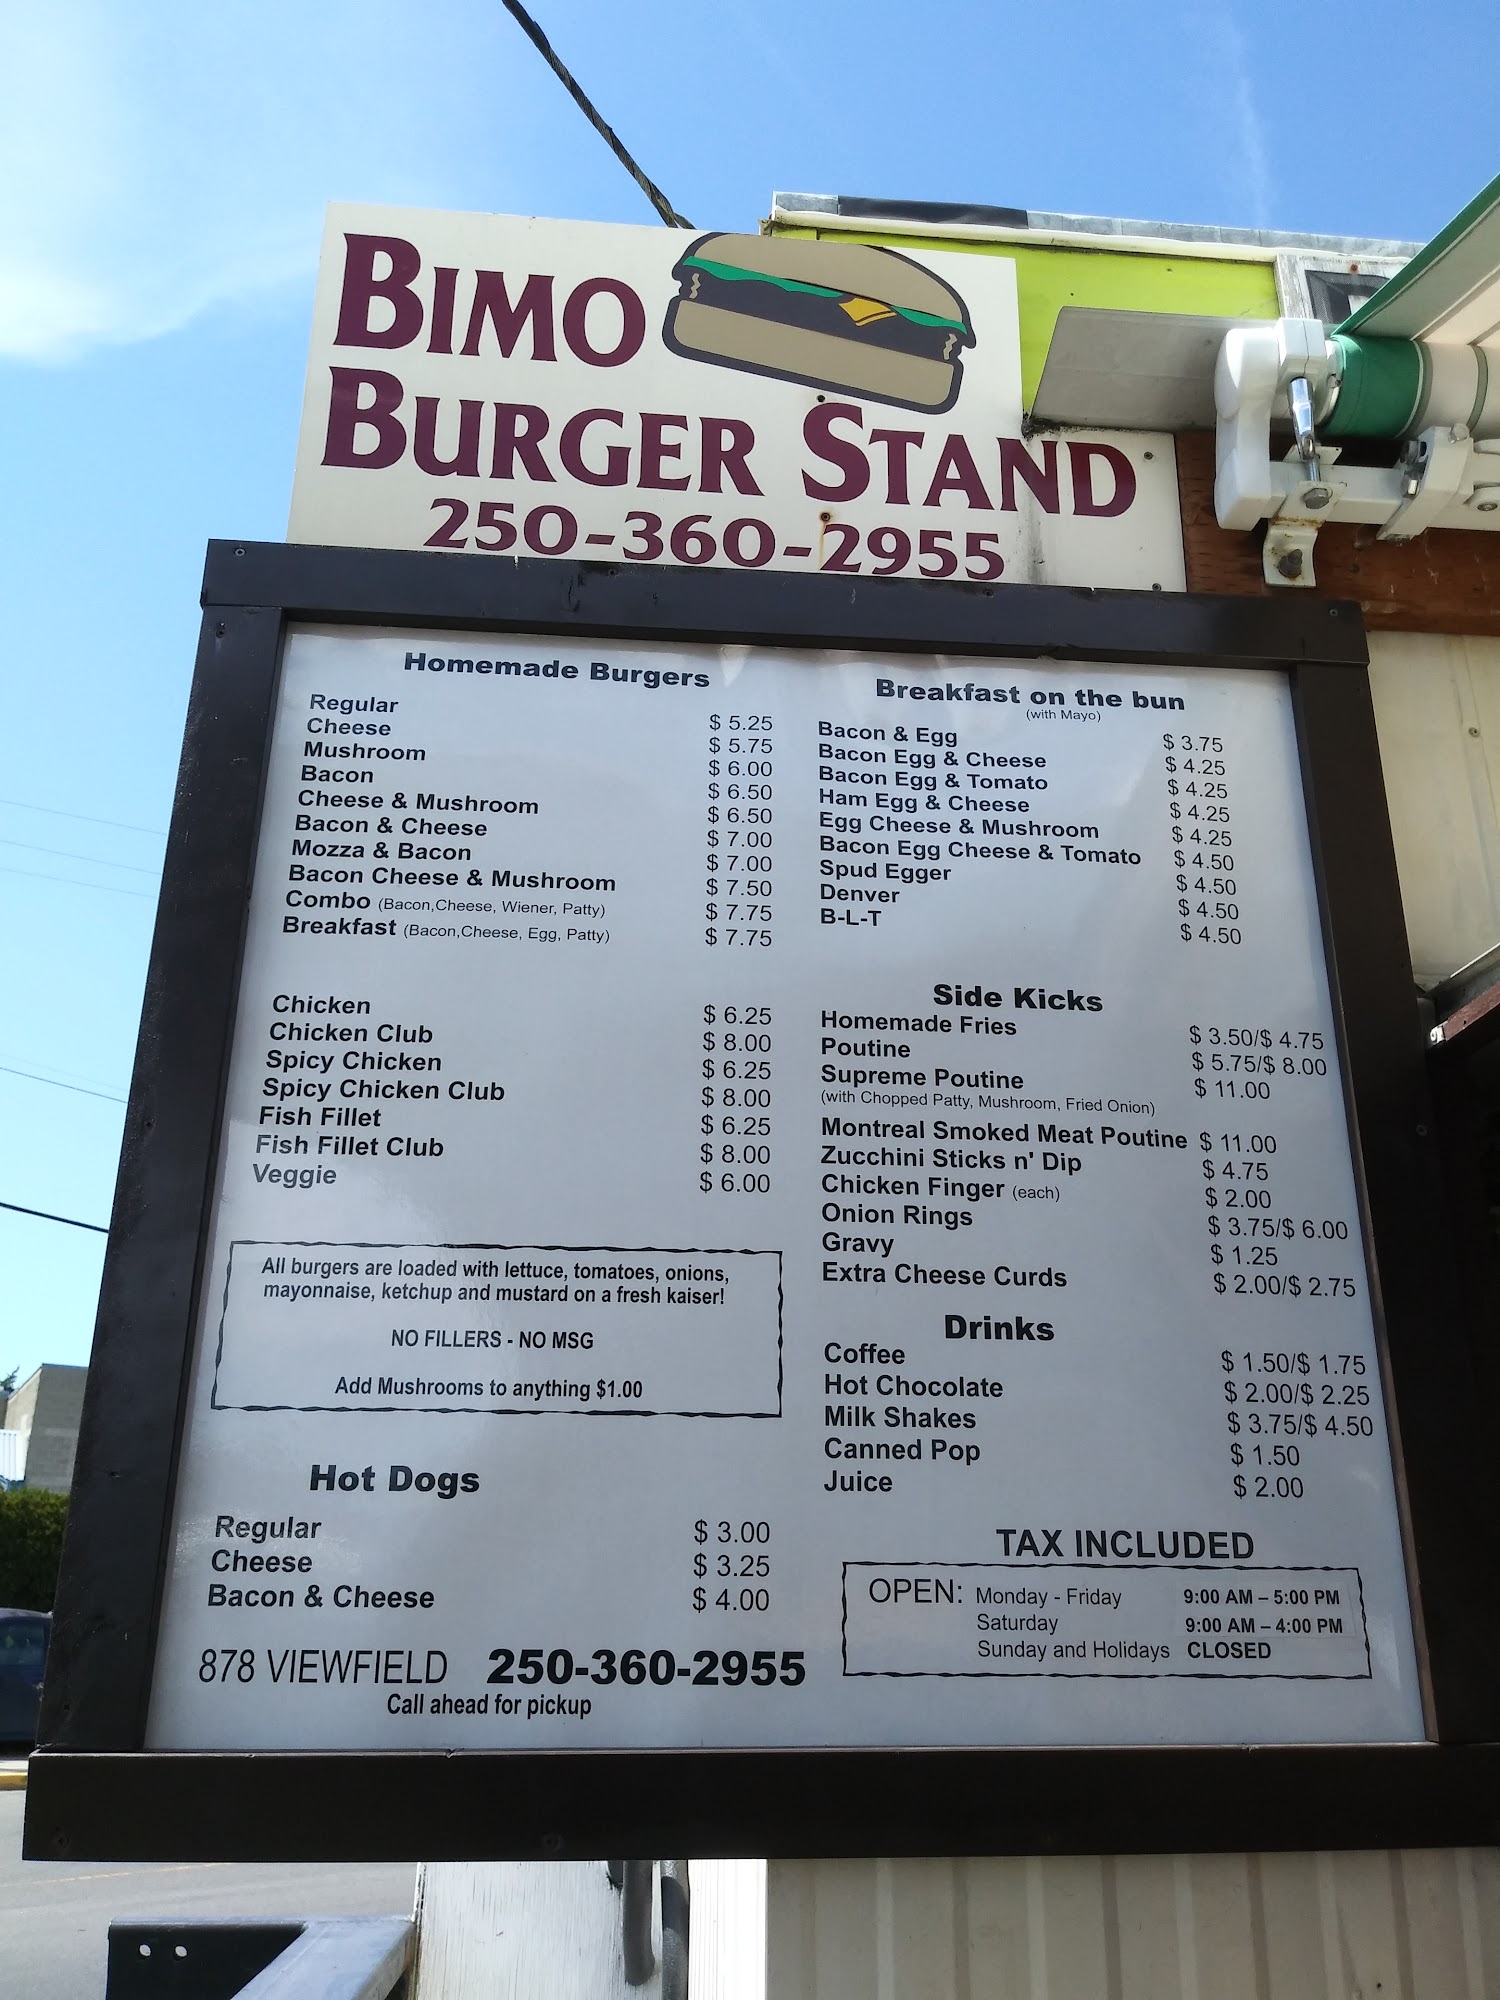 BIMO
BURGER STAND
250-360-2955
Homemade Burgers
Regular $ 5.25
Cheese $ 5.75
Mushroom $ 6.00
Bacon $ 6.50
Cheese & Mushroom $ 6.50
Bacon & Cheese $ 7.00
Mozza & Bacon $ 7.00
Bacon Cheese & Mushroom $ 7.50
Combo (Bacon,Cheese, Wiener, Patty) $ 7.75
Breakfast (Bacon,Cheese, Egg, Patty) $ 7.75
Chicken $ 6.25
Chicken Club $ 8.00
Spicy Chicken $ 6.25
Spicy Chicken Club $ 8.00
Fish Fillet $ 6.25
Fish Fillet Club $ 8.00
Veggie $ 6.00
All burgers are loaded with lettuce, tomatoes, onions,
mayonnaise, ketchup and mustard on a fresh kaiser!
NO FILLERS - NO MSG
Add Mushrooms to anything $1.00
Hot Dogs
Regular $ 3.00
Cheese $ 3.25
Bacon & Cheese $ 4.00
878 VIEWFIELD 250-360-2955
Call ahead for pickup
Breakfast on the bun
(with Mayo)
Bacon & Egg $ 3.75
Bacon Egg & Cheese $ 4.25
Bacon Egg & Tomato $ 4.25
Ham Egg & Cheese $ 4.25
Egg Cheese & Mushroom $ 4.25
Bacon Egg Cheese & Tomato $ 4.50
Spud Egger $ 4.50
Denver $ 4.50
B-L-T $ 4.50
Side Kicks
Homemade Fries $ 3.50/$ 4.75
Poutine $ 5.75/$ 8.00
Supreme Poutine $ 11.00
(with Chopped Patty, Mushroom, Fried Onion)
Montreal Smoked Meat Poutine $ 11.00
Zucchini Sticks n' Dip $ 4.75
Chicken Finger (each) $ 2.00
Onion Rings $ 3.75/$ 6.00
Gravy $ 1.25
Extra Cheese Curds $ 2.00/$ 2.75
Drinks
Coffee $ 1.50/$ 1.75
Hot Chocolate $ 2.00/$ 2.25
Milk Shakes $ 3.75/$ 4.50
Canned Pop $ 1.50
Juice $ 2.00
TAX INCLUDED
OPEN: Monday - Friday 9:00 AM – 5:00 PM
Saturday 9:00 AM – 4:00 PM
Sunday and Holidays CLOSED